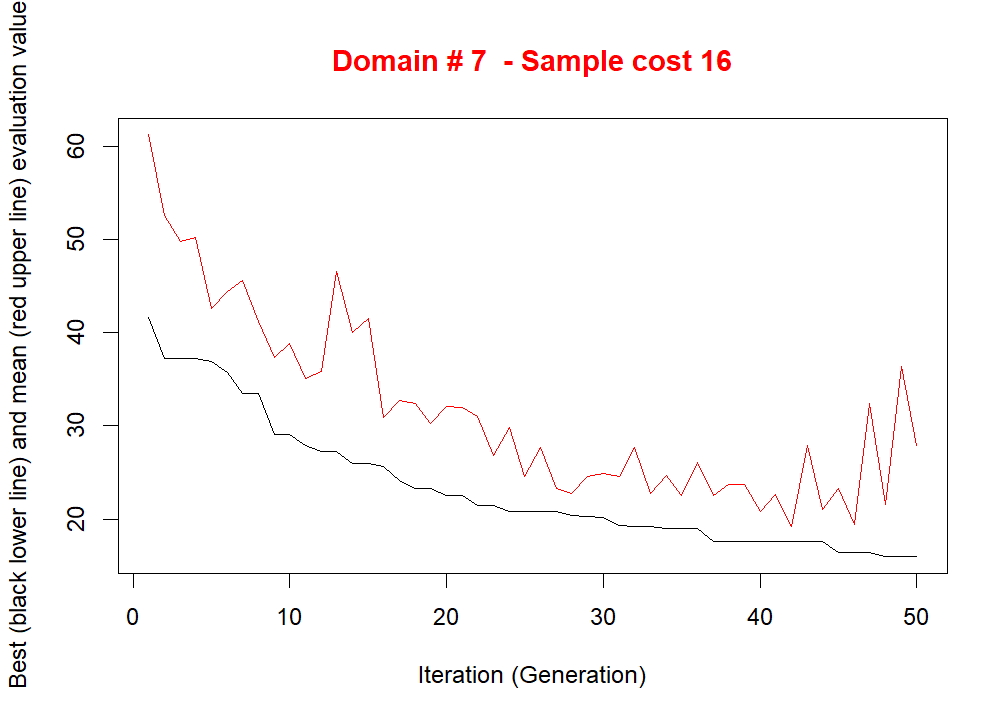 Domain # 7  - Sample cost 16
Best (black lower line) and mean (red upper line) evaluation value
60
50
40
30
20
0 10 20 30 40 50
Iteration (Generation)